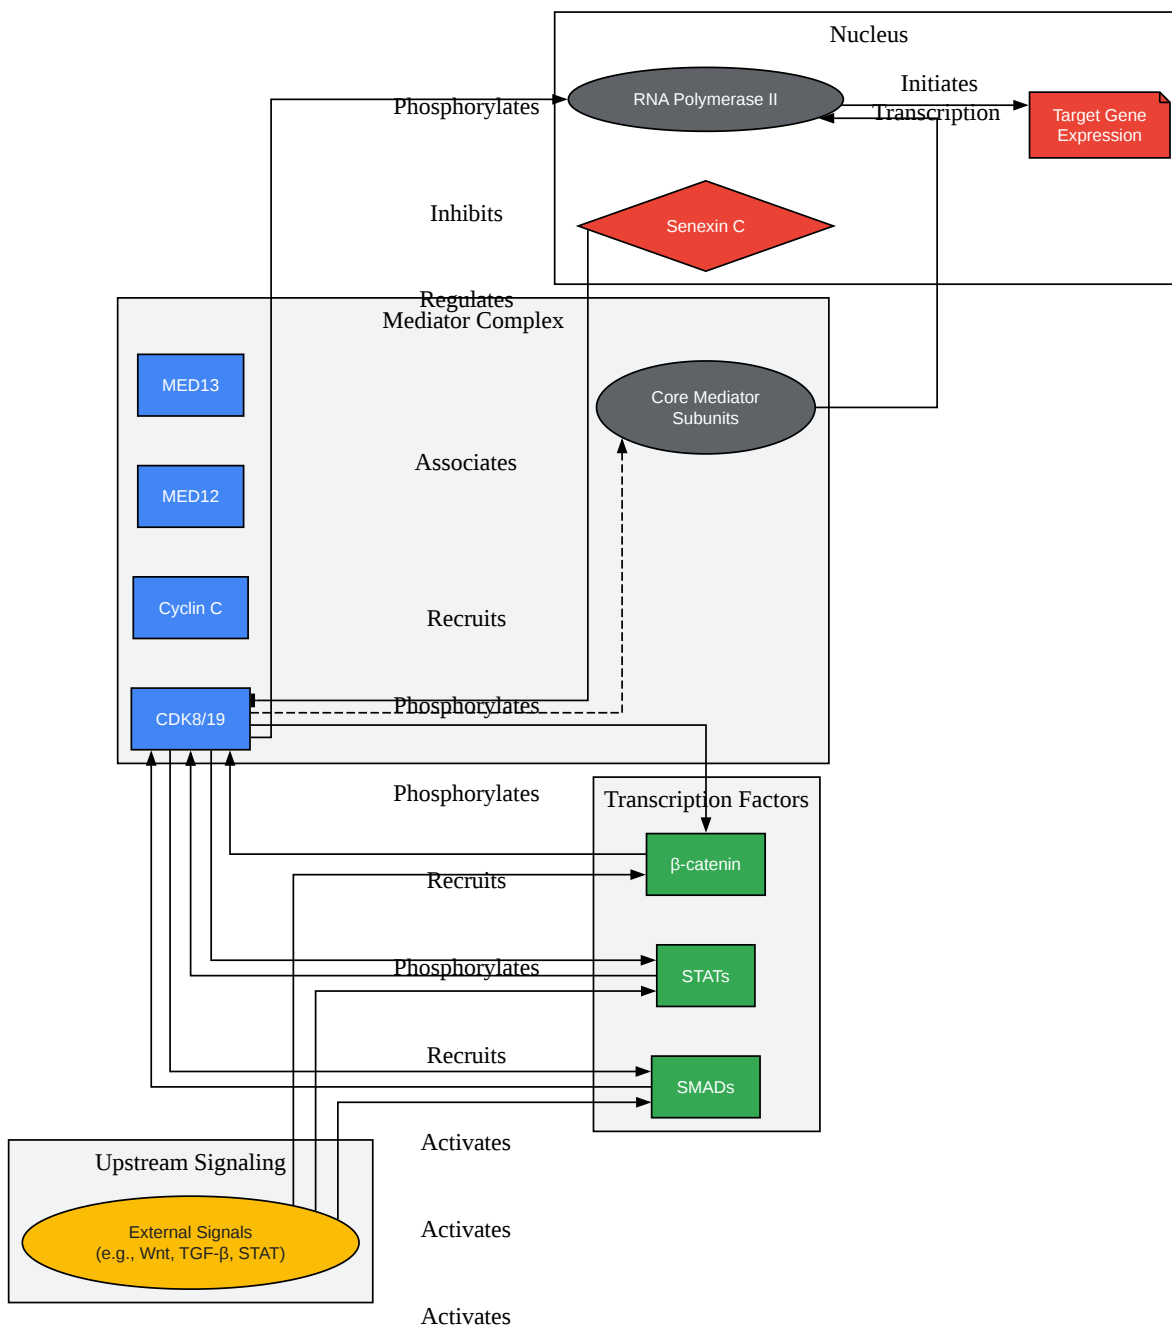 Nucleus
RNA Polymerase II
Initiates
Transcription
Target Gene
Expression
Phosphorylates
Senexin C
Inhibits
Regulates
Mediator Complex
MED13
Core Mediator
Subunits
Associates
MED12
Cyclin C
Recruits
CDK8/19
Phosphorylates
Phosphorylates
Transcription Factors
β-catenin
Recruits
Phosphorylates
STATs
Recruits
SMADs
Activates
Upstream Signaling
External Signals
(e.g., Wnt, TGF-β, STAT)
Activates
Activates